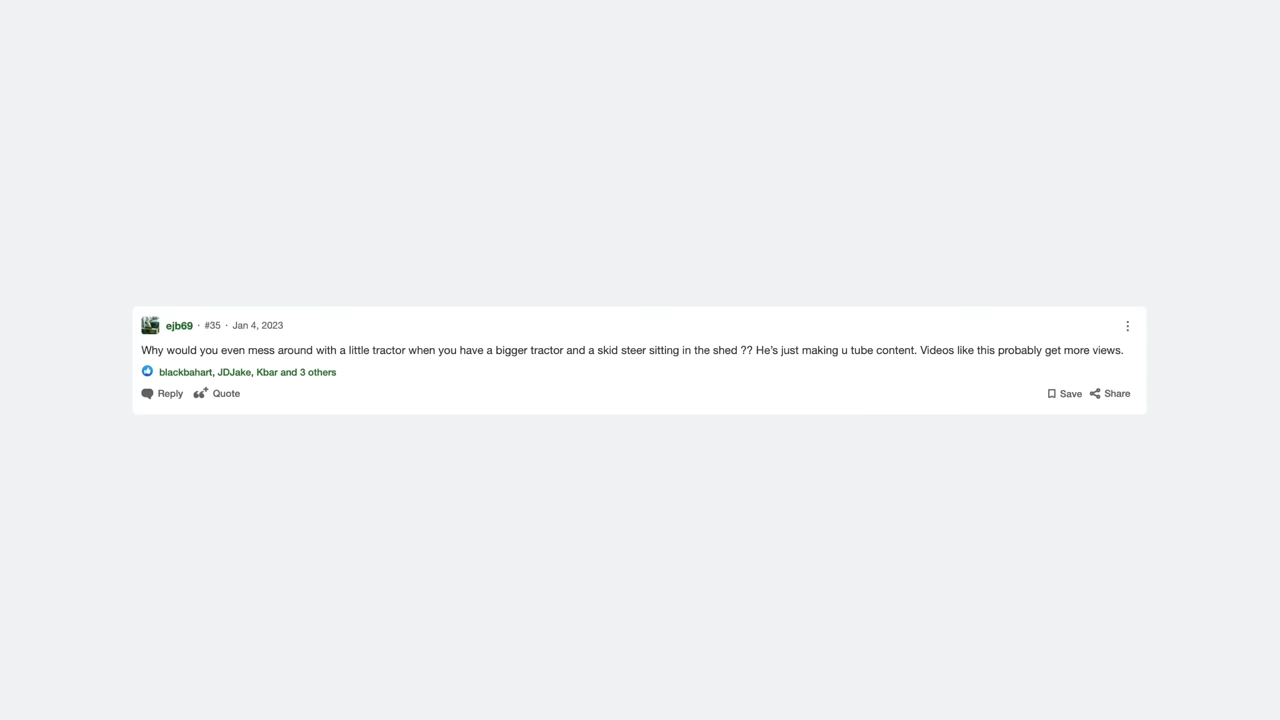 ejb69 · #35 · Jan 4, 2023
Why would you even mess around with a little tractor when you have a bigger tractor and a skid steer sitting in the shed ?? He's just making u tube content. Videos like this probably get more views.
blackbahart, JDJake, Kbar and 3 others
Reply Quote Save Share